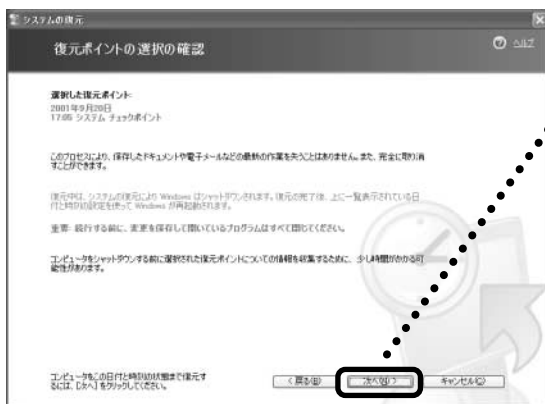 システムの復元
復元ポイントの選択の確認
ヘルプ
選択した復元ポイント:
2001年9月20日
17:05 システム チェックポイント
このプロセスにより、保存したドキュメントや電子メールなどの最新の作業を失うことはありません。また、完全に取り消
すことができます。
復元中は、システムの復元により Windows はシャットダウンされます。復元の完了後、上に一覧表示されている日
付と時刻の設定を使って Windows が再起動されます。
重要: 続行する前に、変更を保存して開いているプログラムはすべて閉じてください。
コンピュータをシャットダウンする前に選択された復元ポイントについての情報を収集するために、少し時間がかかる可
能性があります。
コンピュータをこの日付と時刻の状態まで復元す
るには、[次へ] をクリックしてください。
< 戻る(B) 次へ(N) > キャンセル(C)